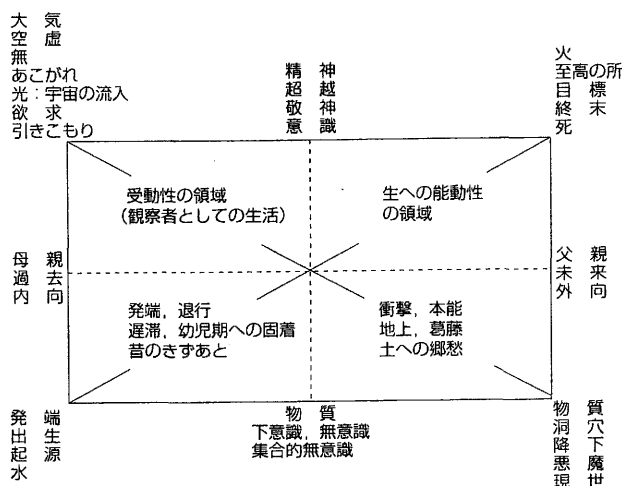 大気
空虚
無
あこがれ
光：宇宙の流入
欲求
引きこもり
精神
超越
敬神
意識
火
至高の所
目標
終末
死
受動性の領域
（観察者としての生活）
生への能動性
の領域
母親
過去
内向
父親
未来
外向
発端，退行
遅滞，幼児期への固着
昔のきずあと
衝撃，本能
地上，葛藤
土への郷愁
発端
出生
起源
水
物質
下意識，無意識
集合的無意識
物質
洞穴
降下
悪魔
現世